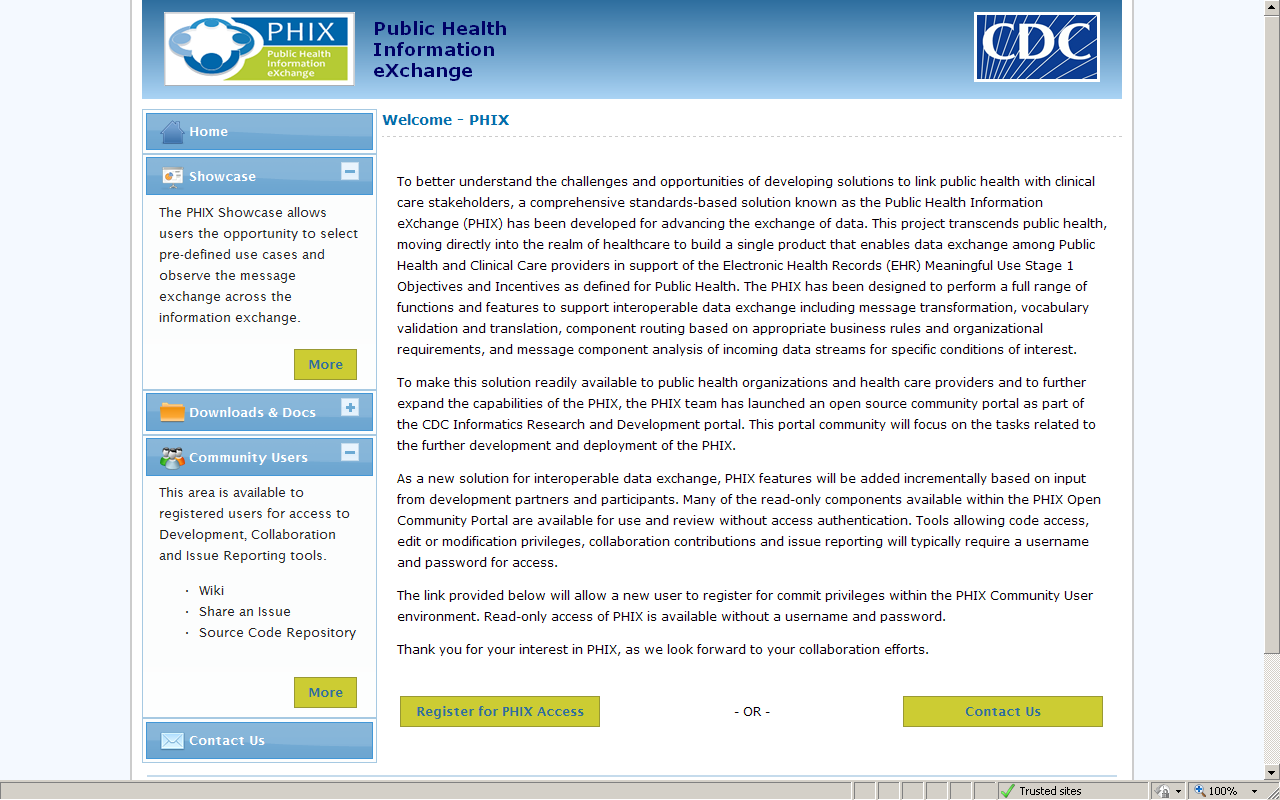 PHIX
Public Health
Information
eXchange
Public Health
Information
eXchange
CDC
Home
Showcase
The PHIX Showcase allows
users the opportunity to select
pre-defined use cases and
observe the message
exchange across the
information exchange.
More
Downloads & Docs
Community Users
This area is available to
registered users for access to
Development, Collaboration
and Issue Reporting tools.
· Wiki
· Share an Issue
· Source Code Repository
More
Contact Us
Welcome - PHIX
To better understand the challenges and opportunities of developing solutions to link public health with clinical
care stakeholders, a comprehensive standards-based solution known as the Public Health Information
eXchange (PHIX) has been developed for advancing the exchange of data. This project transcends public health,
moving directly into the realm of healthcare to build a single product that enables data exchange among Public
Health and Clinical Care providers in support of the Electronic Health Records (EHR) Meaningful Use Stage 1
Objectives and Incentives as defined for Public Health. The PHIX has been designed to perform a full range of
functions and features to support interoperable data exchange including message transformation, vocabulary
validation and translation, component routing based on appropriate business rules and organizational
requirements, and message component analysis of incoming data streams for specific conditions of interest.
To make this solution readily available to public health organizations and health care providers and to further
expand the capabilities of the PHIX, the PHIX team has launched an open source community portal as part of
the CDC Informatics Research and Development portal. This portal community will focus on the tasks related to
the further development and deployment of the PHIX.
As a new solution for interoperable data exchange, PHIX features will be added incrementally based on input
from development partners and participants. Many of the read-only components available within the PHIX Open
Community Portal are available for use and review without access authentication. Tools allowing code access,
edit or modification privileges, collaboration contributions and issue reporting will typically require a username
and password for access.
The link provided below will allow a new user to register for commit privileges within the PHIX Community User
environment. Read-only access of PHIX is available without a username and password.
Thank you for your interest in PHIX, as we look forward to your collaboration efforts.
Register for PHIX Access
- OR -
Contact Us
Trusted sites
100%